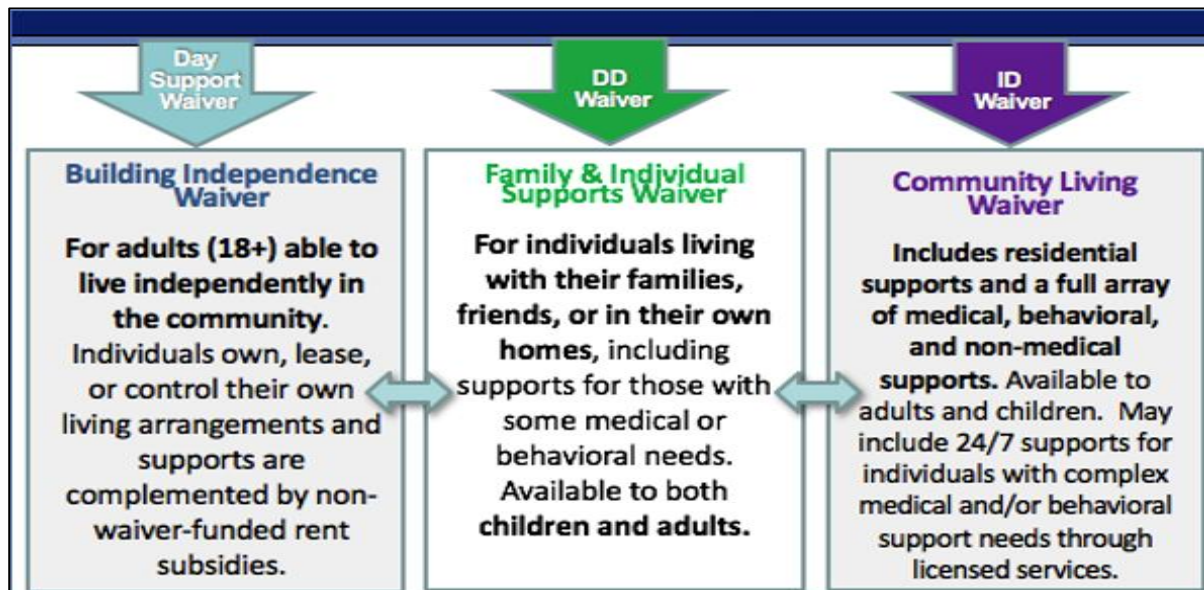 Day
Support
Waiver
DD
Waiver
ID
Waiver
Building Independence
Waiver
For adults (18+) able to
live independently in
the community.
Individuals own, lease,
or control their own
living arrangements and
supports are
complemented by non-
waiver-funded rent
subsidies.
Family & Individual
Supports Waiver
For individuals living
with their families,
friends, or in their own
homes, including
supports for those with
some medical or
behavioral needs.
Available to both
children and adults.
Community Living
Waiver
Includes residential
supports and a full array
of medical, behavioral,
and non-medical
supports. Available to
adults and children.  May
include 24/7 supports for
individuals with complex
medical and/or behavioral
support needs through
licensed services.